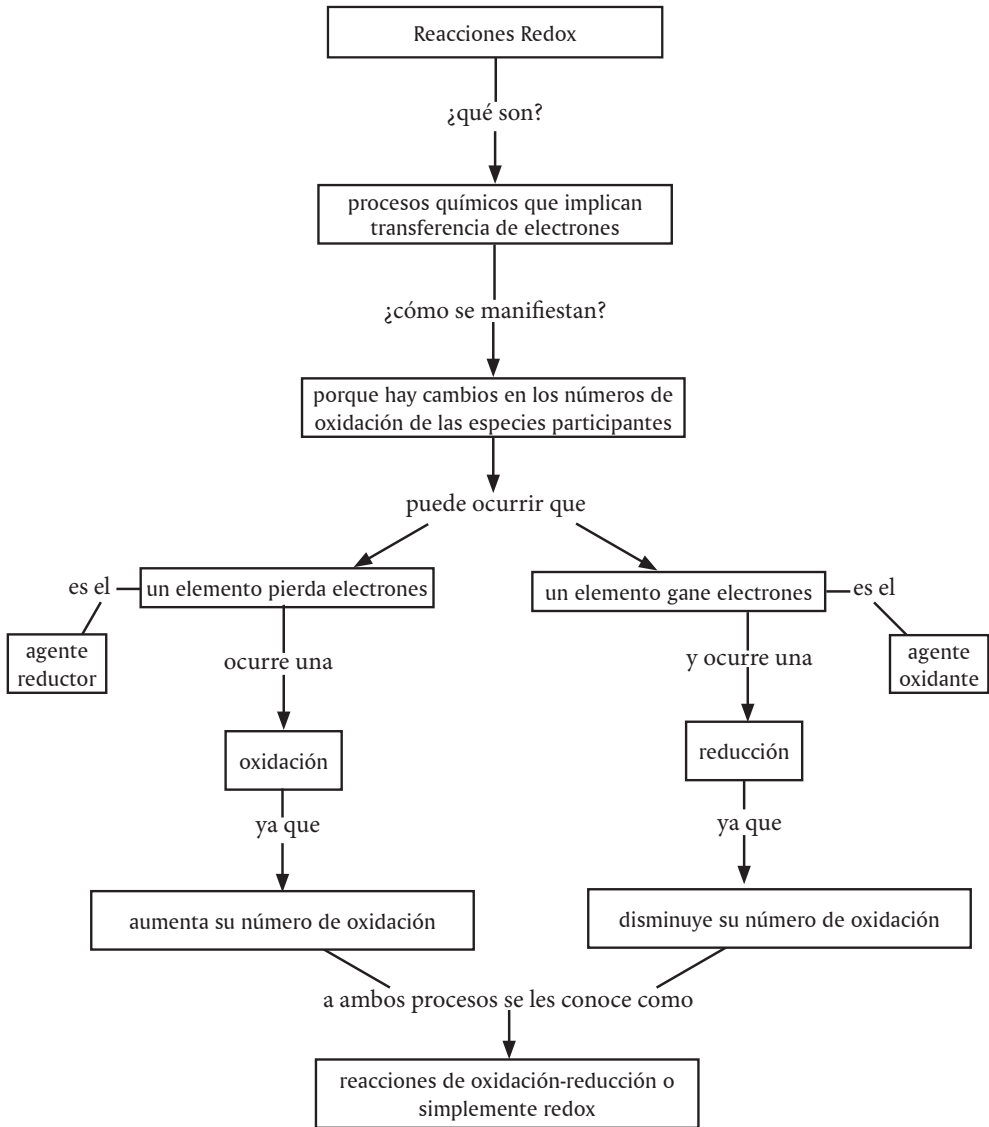 Reacciones Redox
¿qué son?
procesos químicos que implican
transferencia de electrones
¿cómo se manifiestan?
porque hay cambios en los números de
oxidación de las especies participantes
puede ocurrir que
es el
un elemento pierda electrones
un elemento gane electrones
es el
agente
reductor
ocurre una
y ocurre una
agente
oxidante
oxidación
reducción
ya que
ya que
aumenta su número de oxidación
disminuye su número de oxidación
a ambos procesos se les conoce como
reacciones de oxidación-reducción o
simplemente redox